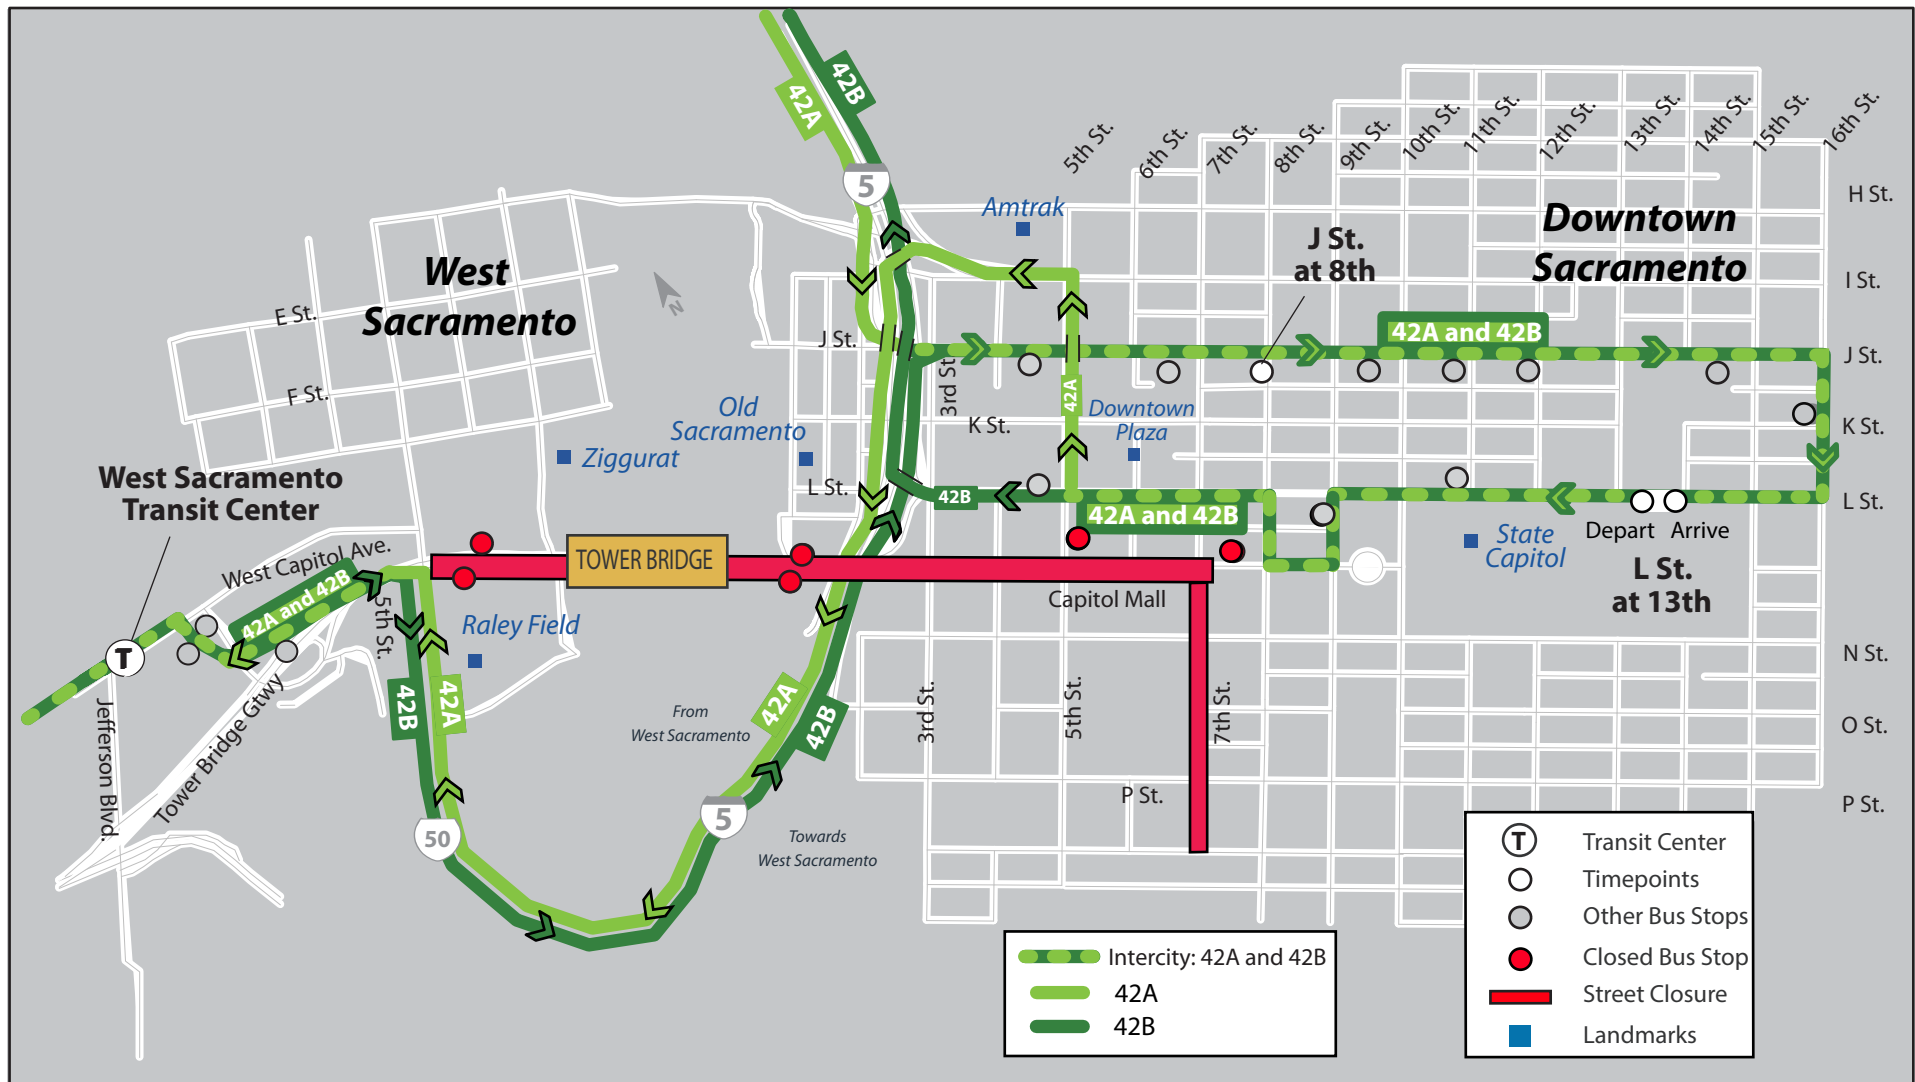 42A
42B
5
5th St.
6th St.
7th St.
8th St.
9th St.
10th St.
11th St.
12th St.
13th St.
14th St.
15th St.
16th St.
H St.
Amtrak
Downtown
Sacramento
J St.
at 8th
West
Sacramento
N
I St.
E St.
J St.
42A and 42B
J St.
F St.
3rd St.
42A
Old
Sacramento
Downtown
Plaza
K St.
K St.
Ziggurat
West Sacramento
Transit Center
L St.
42B
42A and 42B
L St.
Depart
Arrive
State
Capitol
L St.
at 13th
TOWER BRIDGE
West Capitol Ave.
42A and 42B
5th St.
Capitol Mall
Raley Field
T
N St.
42B
42A
42A
42B
From
West Sacramento
3rd St.
5th St.
7th St.
O St.
Jefferson Blvd.
Tower Bridge Gtwy
P St.
P St.
5
50
Towards
West Sacramento
T
Transit Center
Timepoints
Other Bus Stops
Closed Bus Stop
Street Closure
Landmarks
Intercity: 42A and 42B
42A
42B